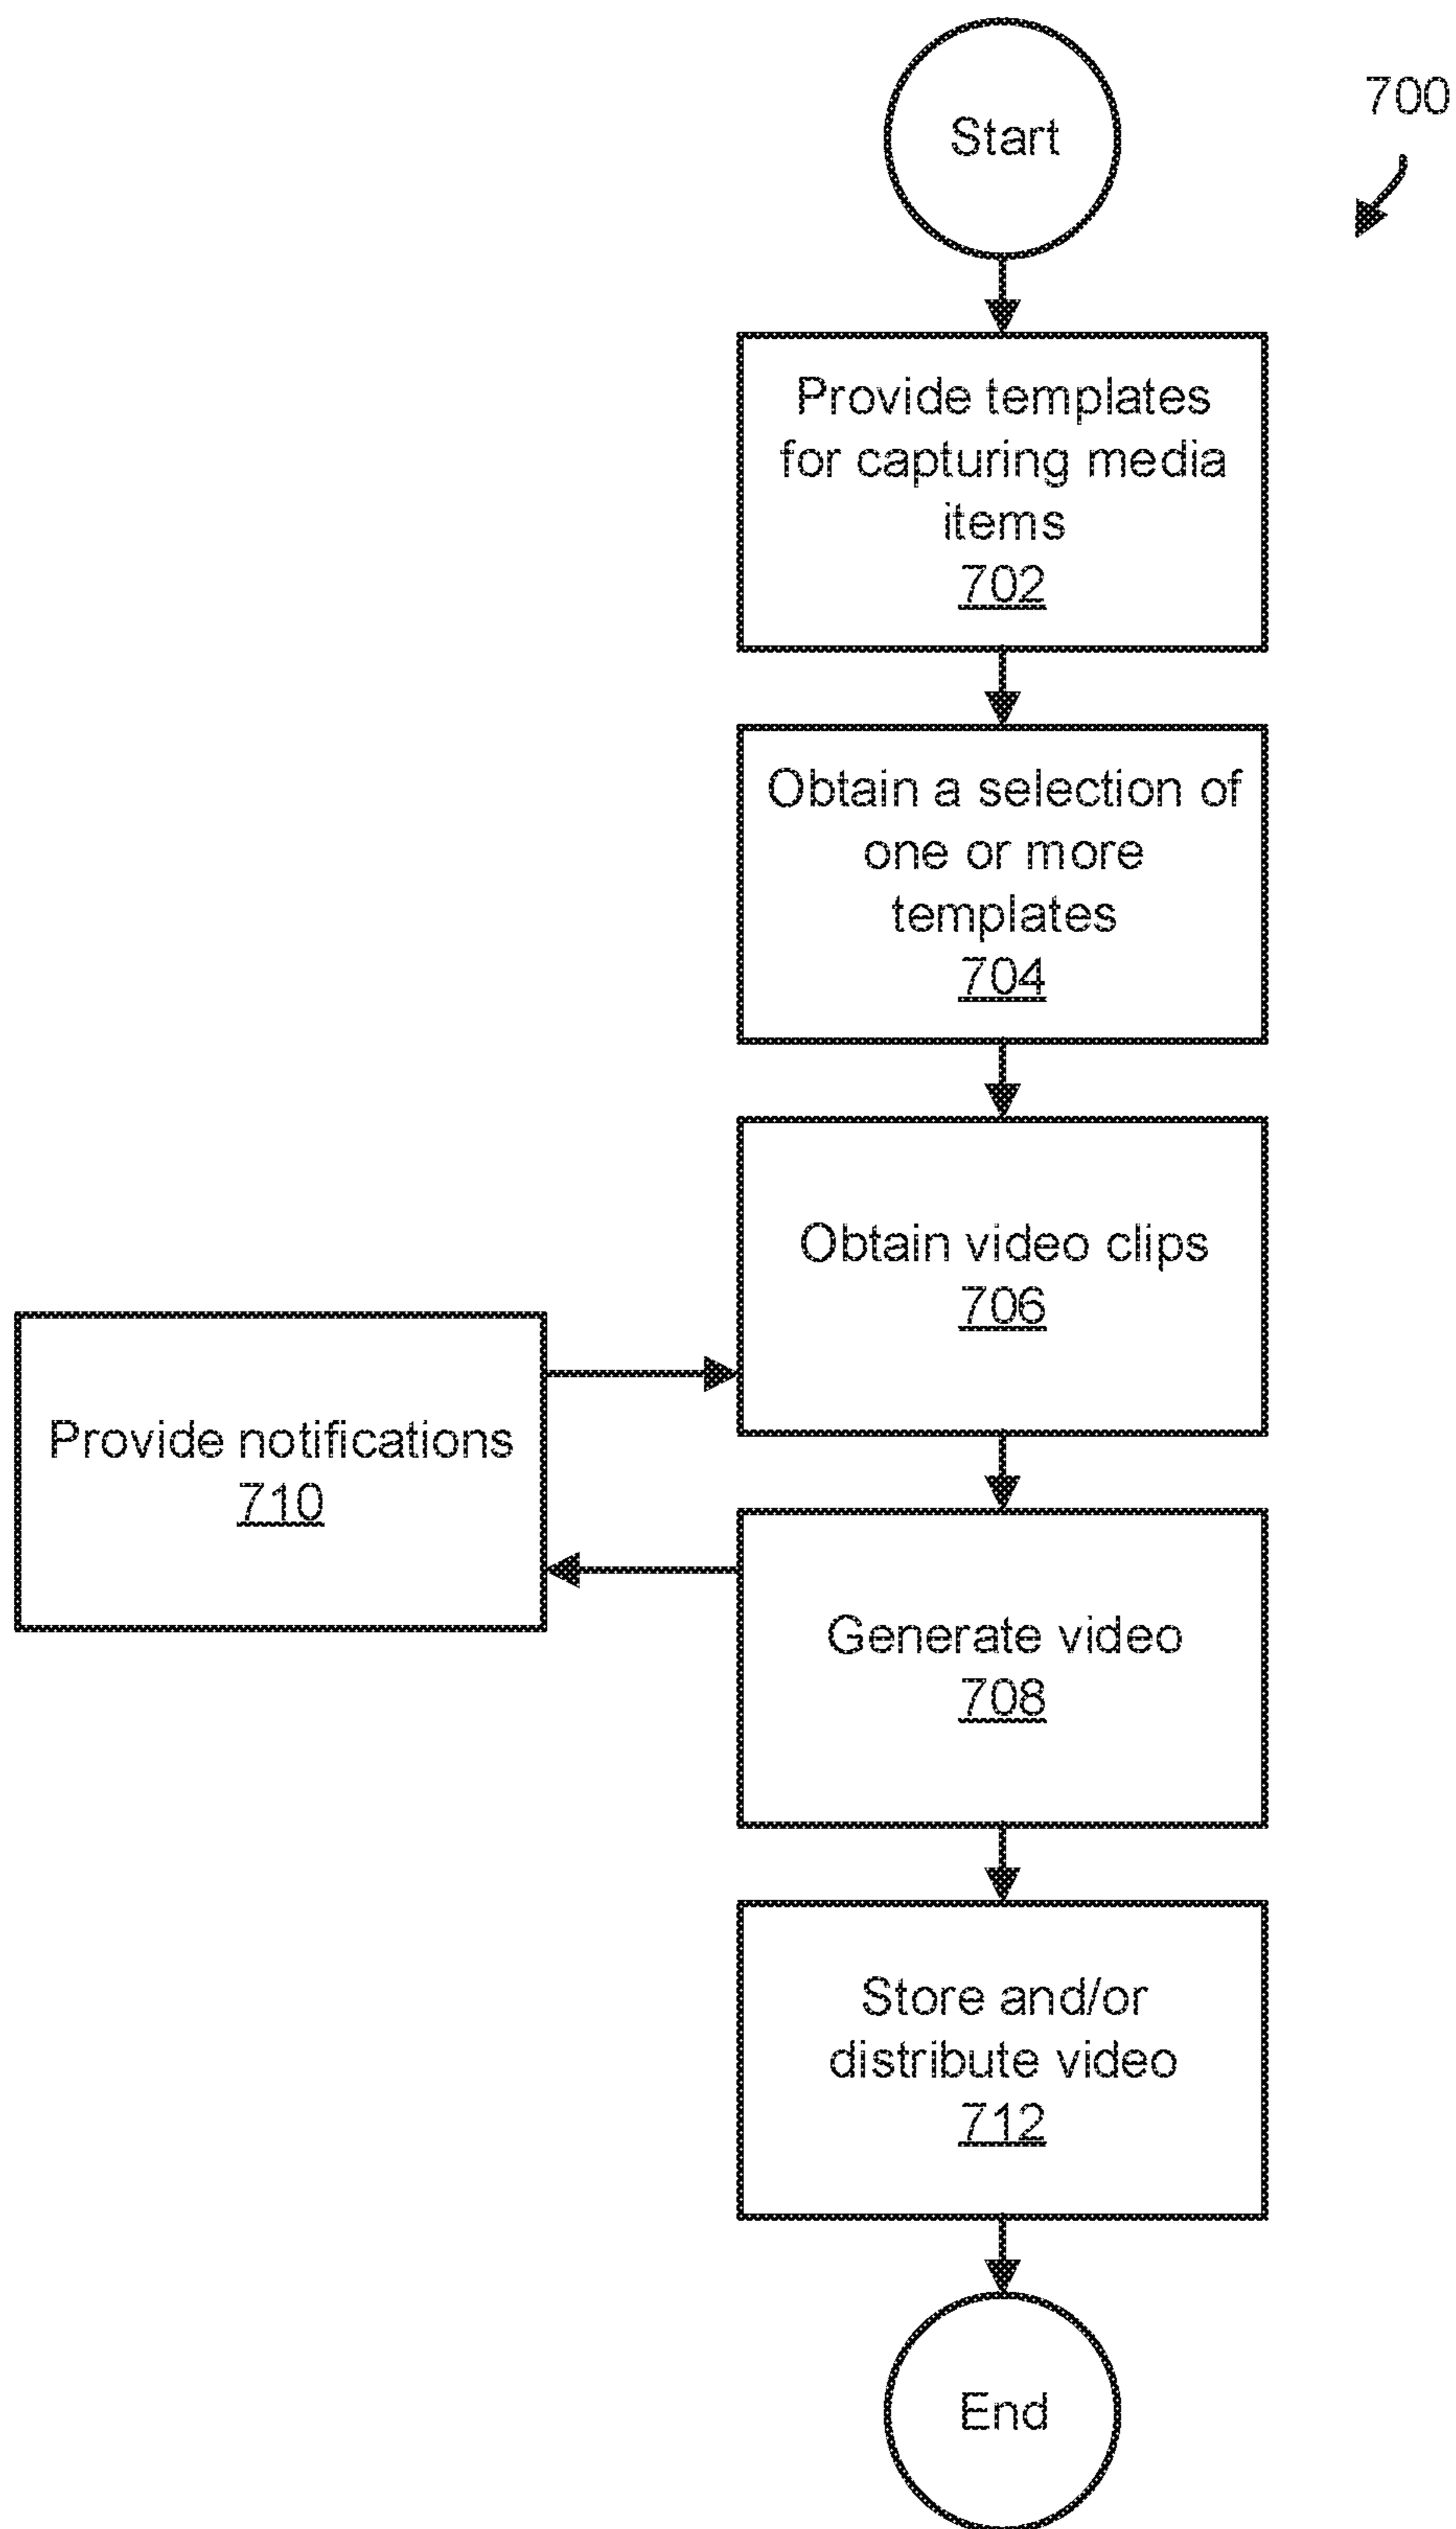 Start
700
Provide templates
for capturing media
items
702
Obtain a selection of
one or more
templates
704
Obtain video clips
706
Provide notifications
710
Generate video
708
Store and/or
distribute video
712
End